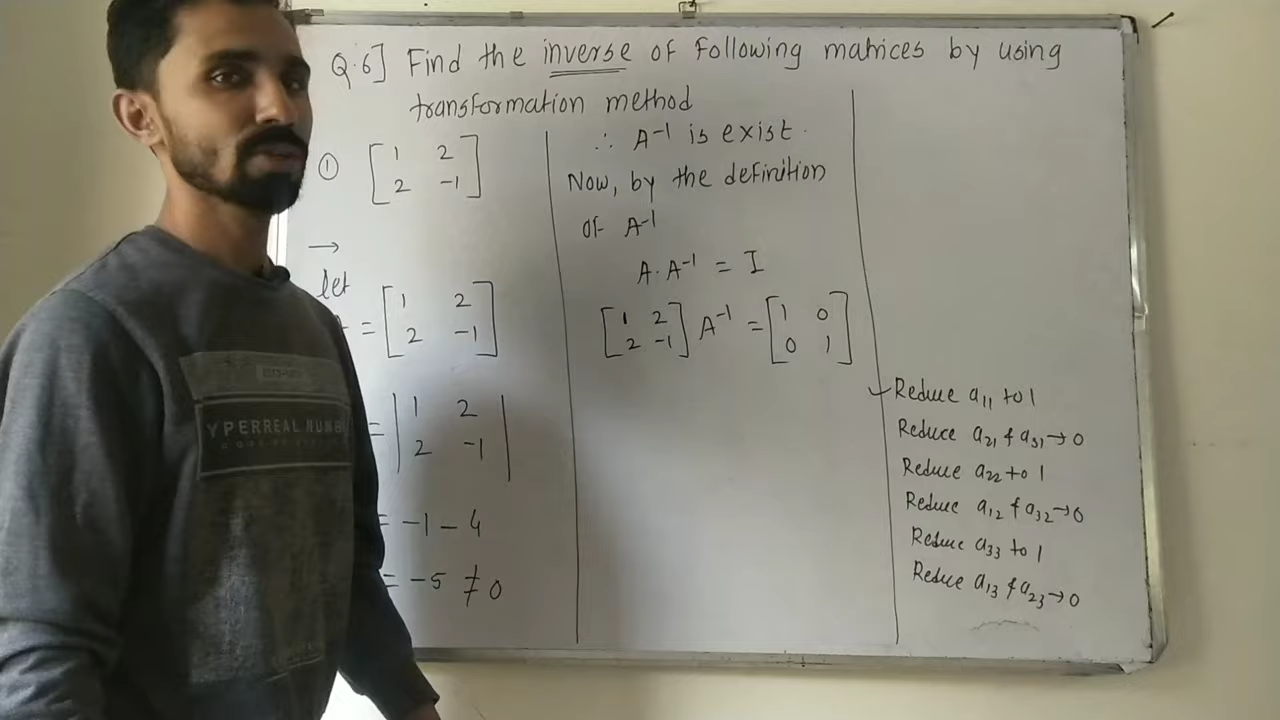 Q.6] Find the inverse of following matrices by using
transformation method
① [1 2
2 -1]
→
let
= [1 2
2 -1]
= |1 2
2 -1|
= -1 - 4
= -5 ≠ 0
∴ A⁻¹ is exist.
Now, by the definition
of A⁻¹
A·A⁻¹ = I
[1 2
2 -1] A⁻¹ = [1 0
0 1]
Reduce a₁₁ to 1
Reduce a₂₁ & a₃₁ → 0
Reduce a₂₂ to 1
Reduce a₁₂ & a₃₂ → 0
Reduce a₃₃ to 1
Reduce a₁₃ & a₂₃ → 0
YPERREAL NUMB